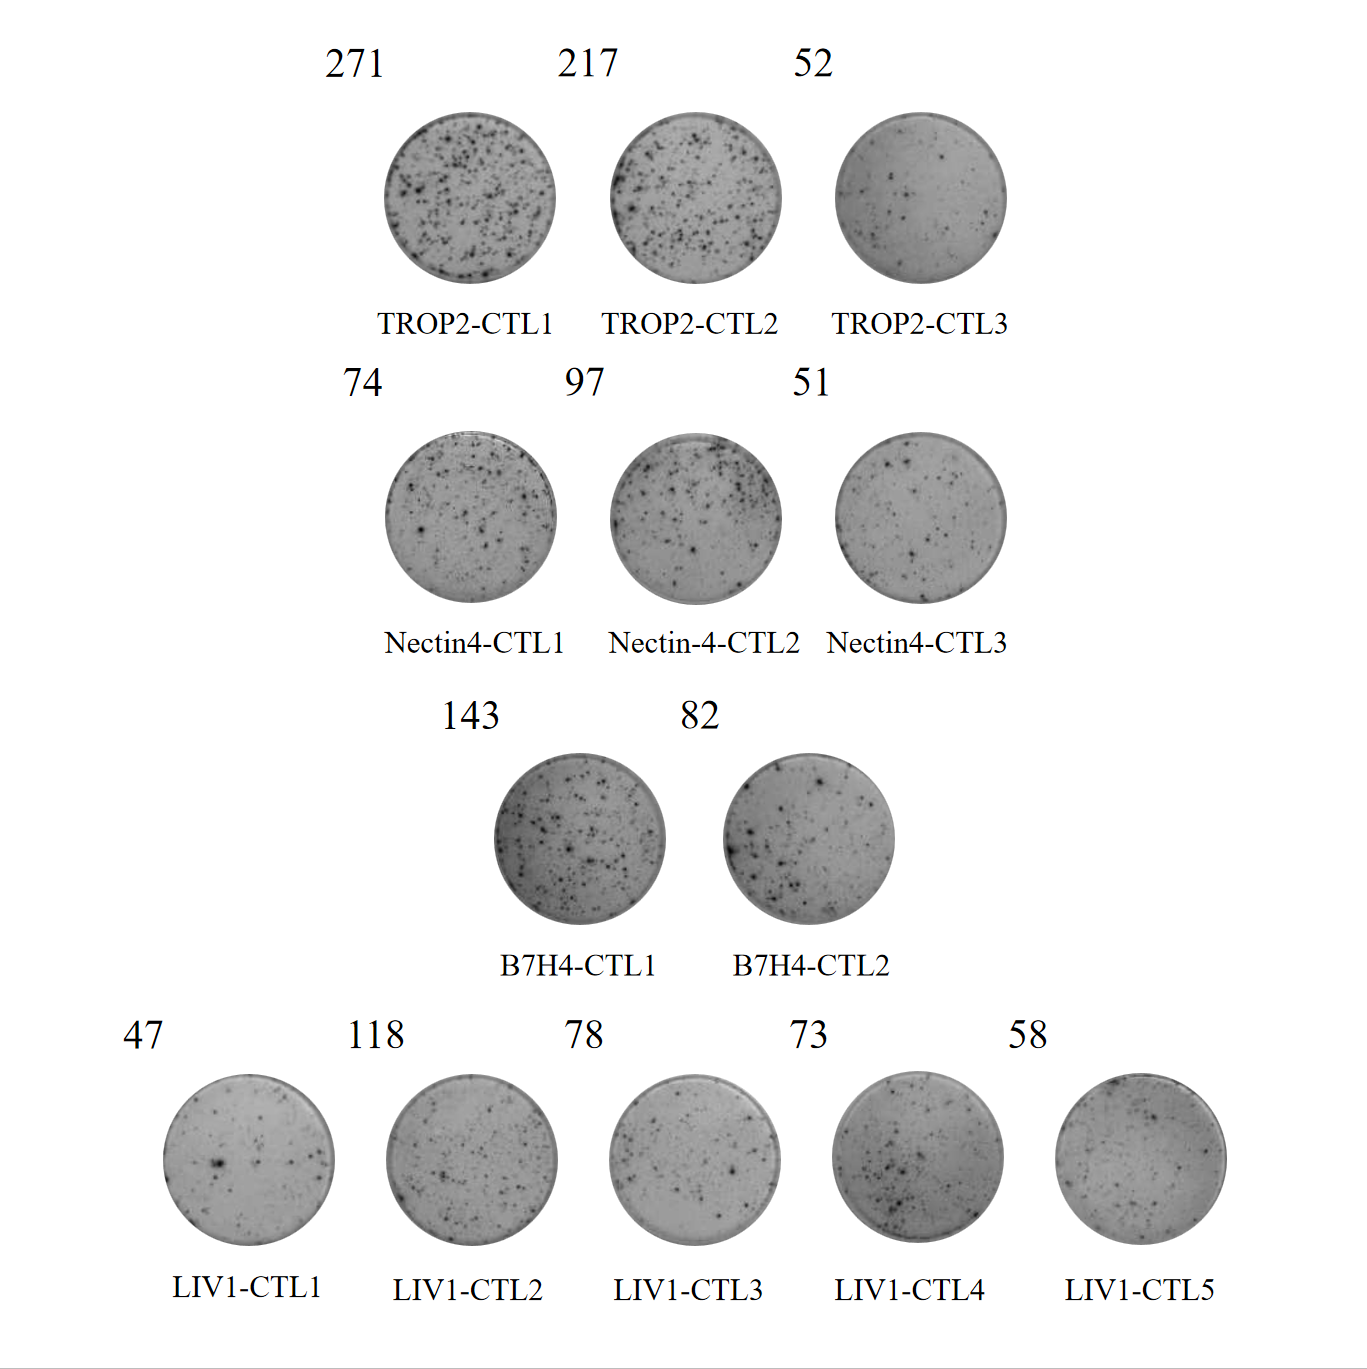 271 217 52
TROP2-CTL1 TROP2-CTL2 TROP2-CTL3
74 97 51
Nectin4-CTL1 Nectin-4-CTL2 Nectin4-CTL3
143 82
B7H4-CTL1 B7H4-CTL2
47 118 78 73 58
LIV1-CTL1 LIV1-CTL2 LIV1-CTL3 LIV1-CTL4 LIV1-CTL5